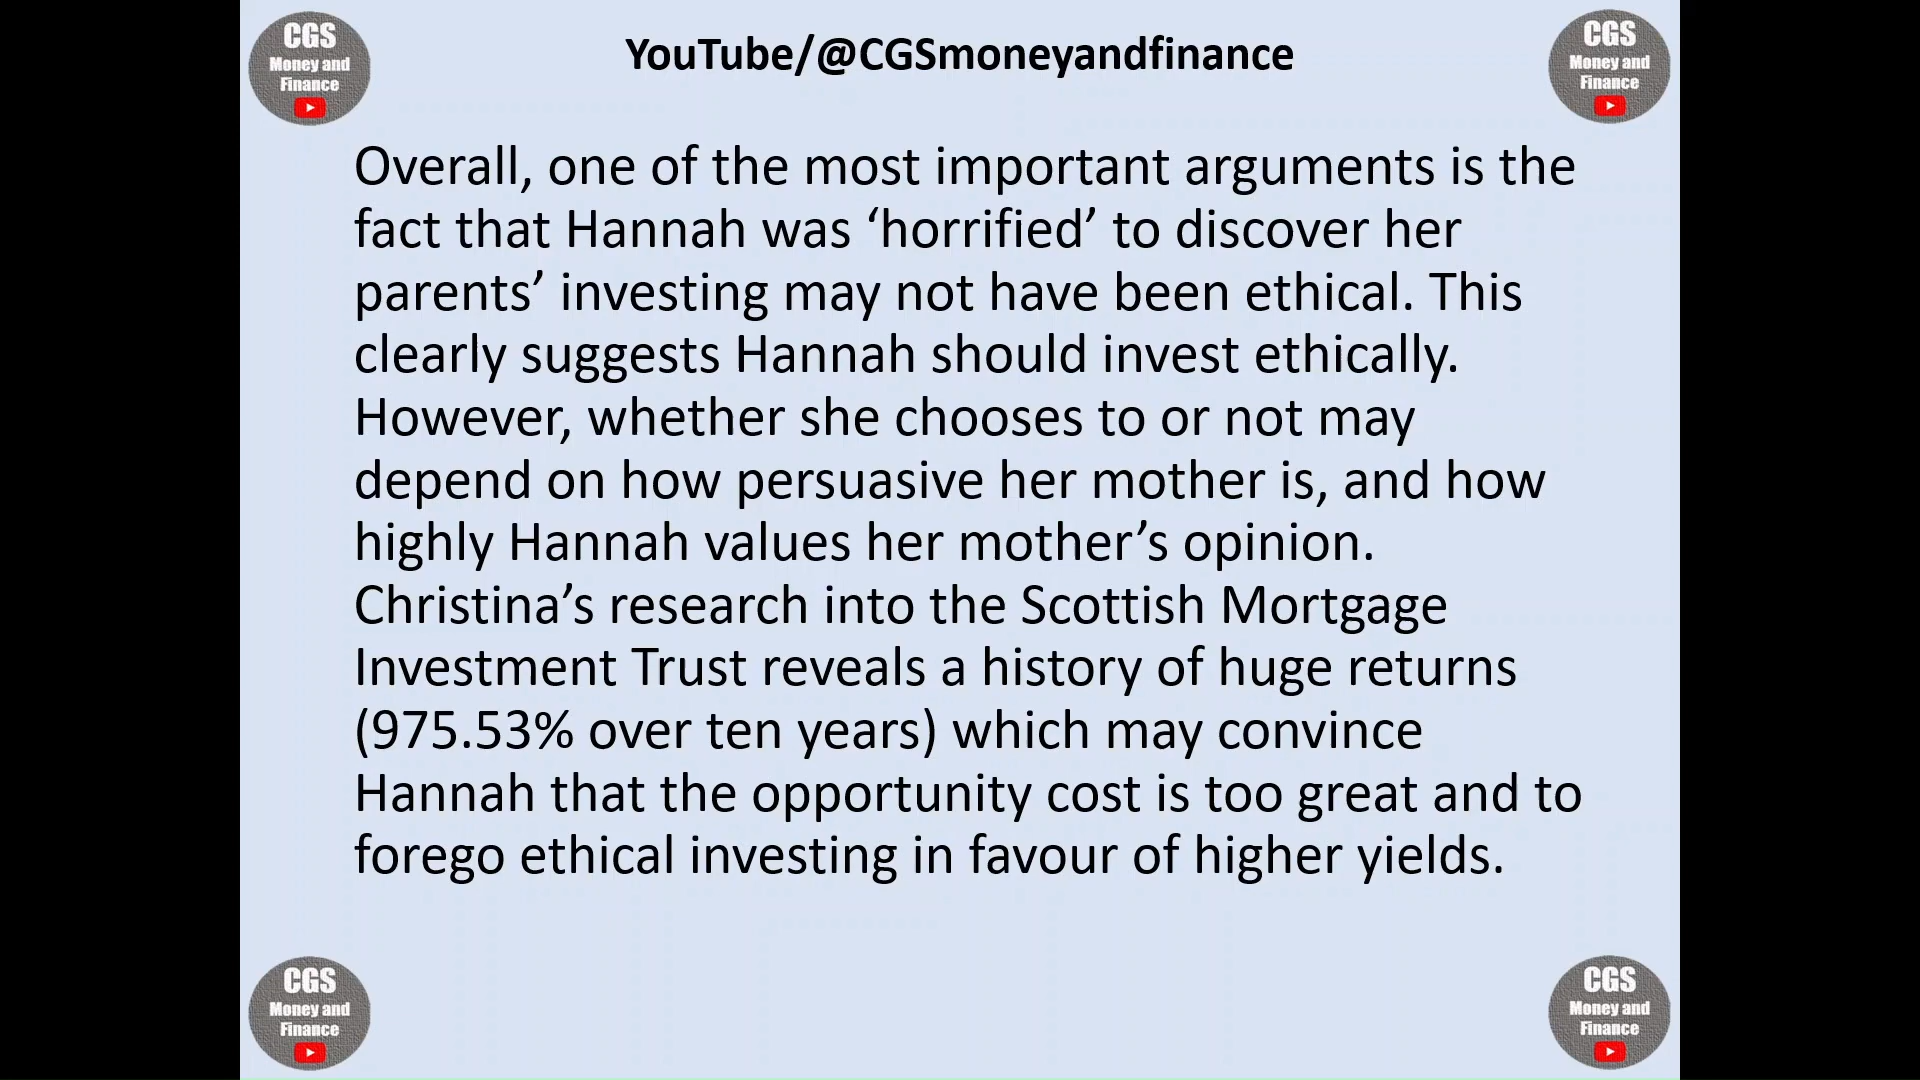 CGS
Money and
Finance
YouTube/@CGSmoneyandfinance
CGS
Money and
Finance
Overall, one of the most important arguments is the
fact that Hannah was ‘horrified’ to discover her
parents’ investing may not have been ethical. This
clearly suggests Hannah should invest ethically.
However, whether she chooses to or not may
depend on how persuasive her mother is, and how
highly Hannah values her mother’s opinion.
Christina’s research into the Scottish Mortgage
Investment Trust reveals a history of huge returns
(975.53% over ten years) which may convince
Hannah that the opportunity cost is too great and to
forego ethical investing in favour of higher yields.
CGS
Money and
Finance
CGS
Money and
Finance